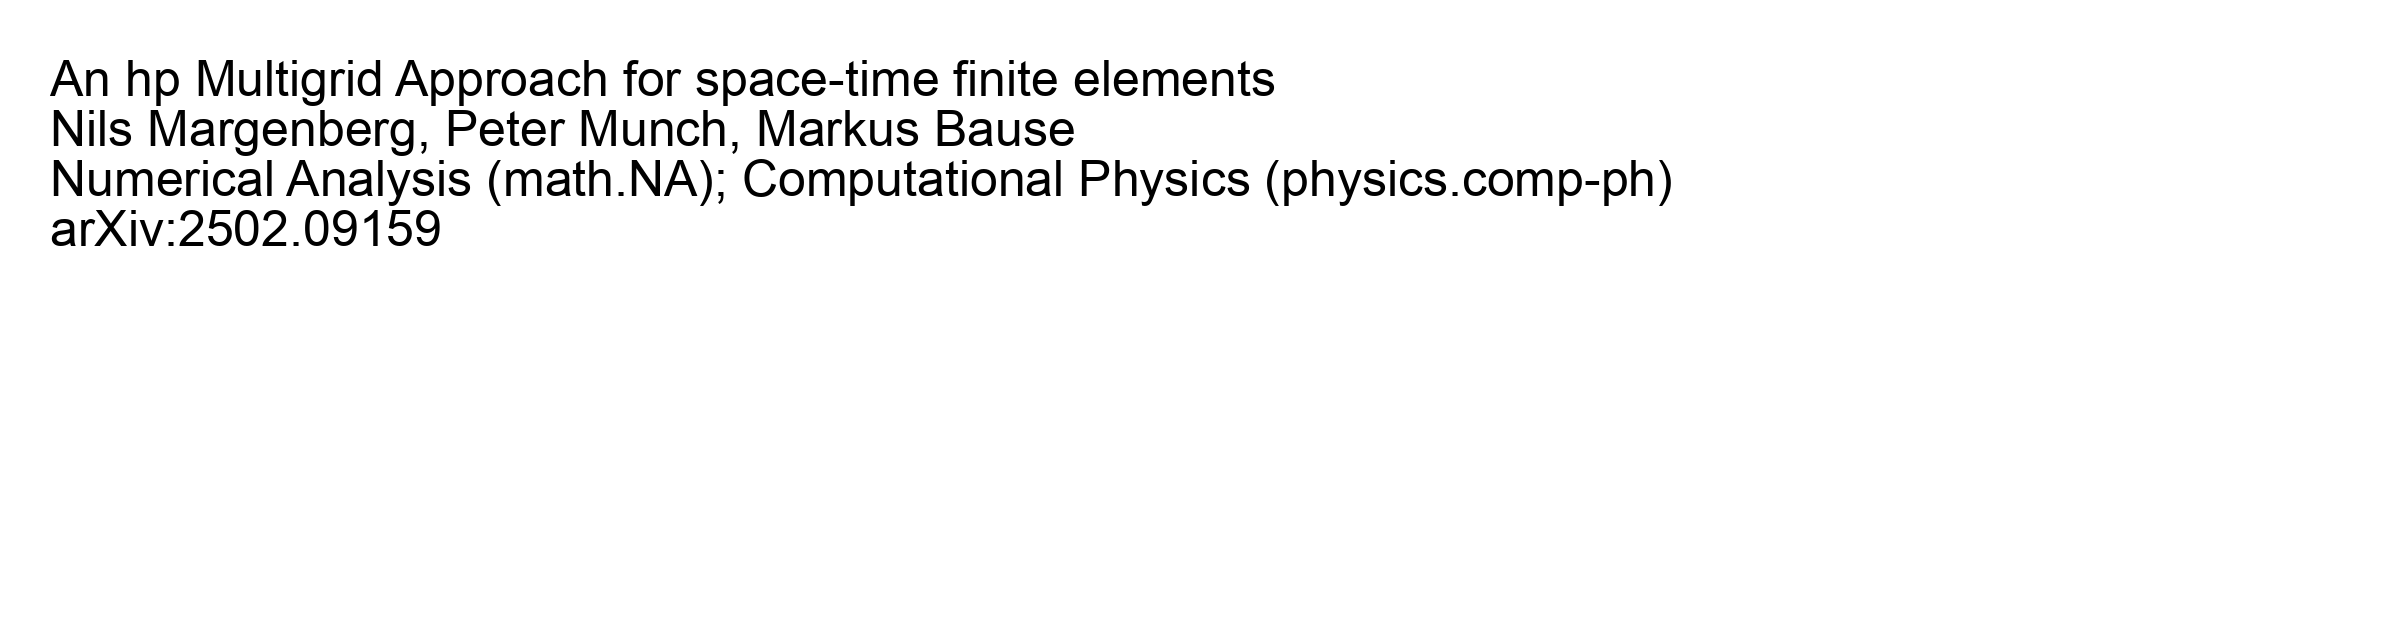 An hp Multigrid Approach for space-time finite elements
Nils Margenberg, Peter Munch, Markus Bause
Numerical Analysis (math.NA); Computational Physics (physics.comp-ph)
arXiv:2502.09159